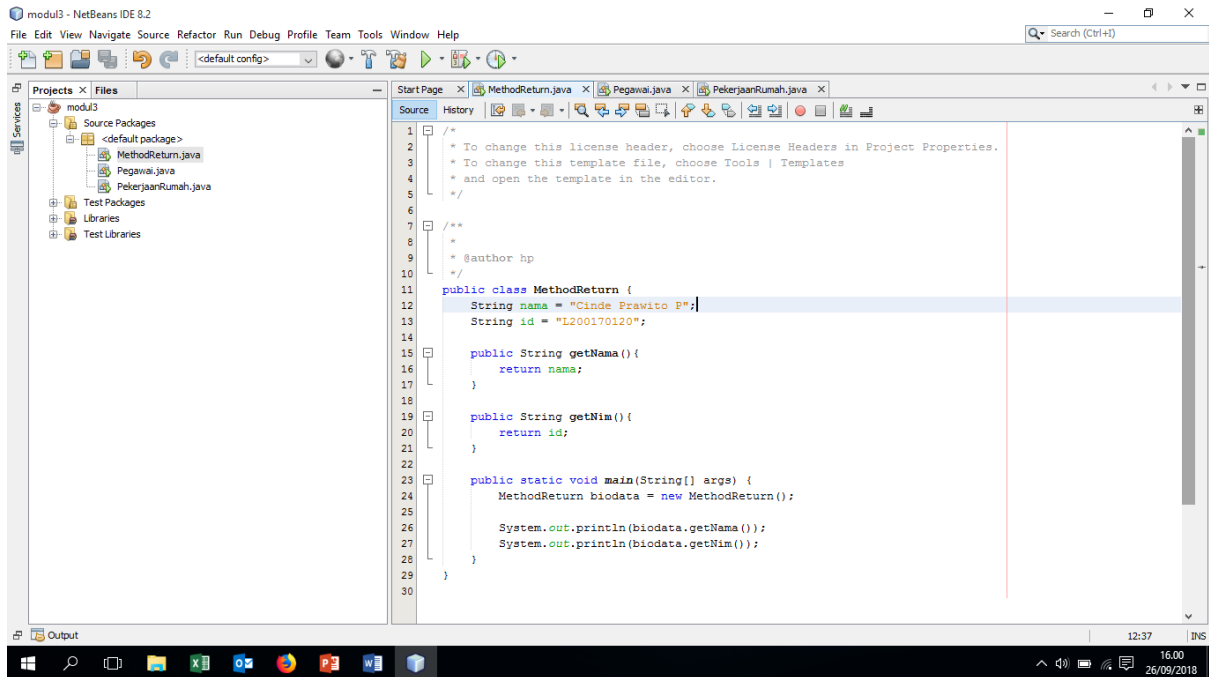 modul3 - NetBeans IDE 8.2
File Edit View Navigate Source Refactor Run Debug Profile Team Tools Window Help
Search (Ctrl+I)
<default config>
Projects Files
Start Page MethodReturn.java Pegawai.java PekerjaanRumah.java
Services
modul3
Source Packages
<default package>
MethodReturn.java
Pegawai.java
PekerjaanRumah.java
Test Packages
Libraries
Test Libraries
Source History
1 /*
2 * To change this license header, choose License Headers in Project Properties.
3 * To change this template file, choose Tools | Templates
4 * and open the template in the editor.
5 */
6
7 /**
8 *
9 * @author hp
10 */
11 public class MethodReturn {
12 String nama = "Cinde Prawito P";
13 String id = "L200170120";
14
15 public String getNama(){
16 return nama;
17 }
18
19 public String getNim(){
20 return id;
21 }
22
23 public static void main(String[] args) {
24 MethodReturn biodata = new MethodReturn();
25
26 System.out.println(biodata.getNama());
27 System.out.println(biodata.getNim());
28 }
29 }
30
Output
12:37 INS
16.00
26/09/2018